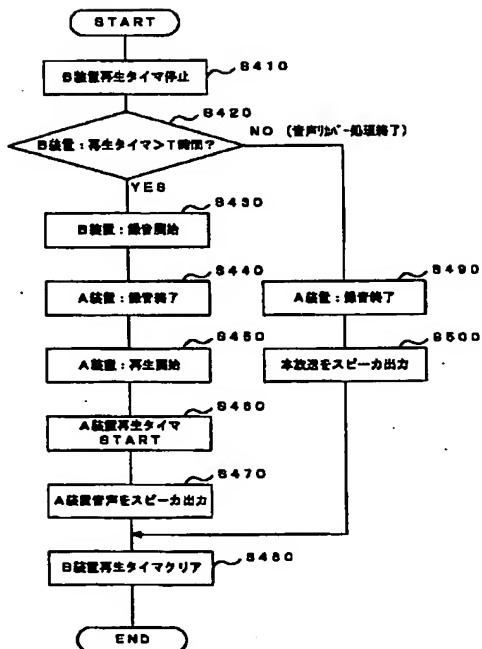 START
B装置再生タイマ停止
S410
S420
B装置：再生タイマ＞T時間？
NO (音声リカバー処理終了)
YES
S430
B装置：録音開始
S440
A装置：録音終了
S490
A装置：録音終了
S450
A装置：再生開始
S500
本放送をスピーカ出力
S460
A装置再生タイマ
START
S470
A装置音声をスピーカ出力
S480
B装置再生タイマクリア
END